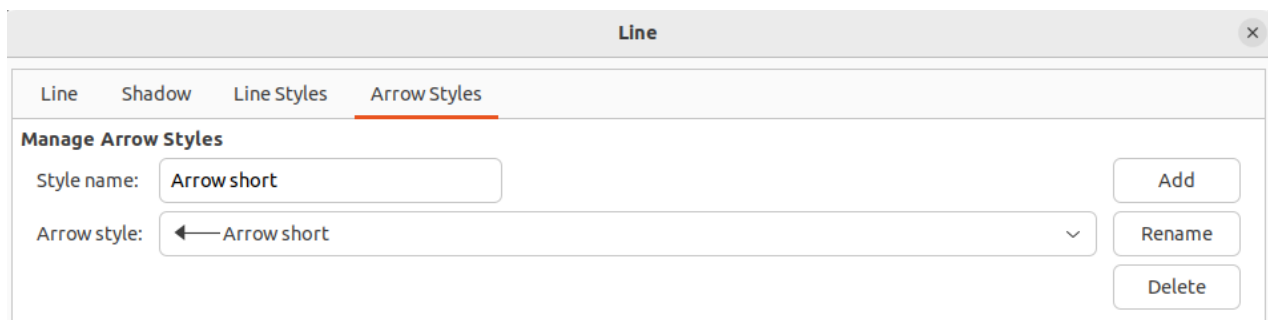 Line
Line Shadow Line Styles Arrow Styles
Manage Arrow Styles
Style name: Arrow short Add
Arrow style: Arrow short Rename
Delete